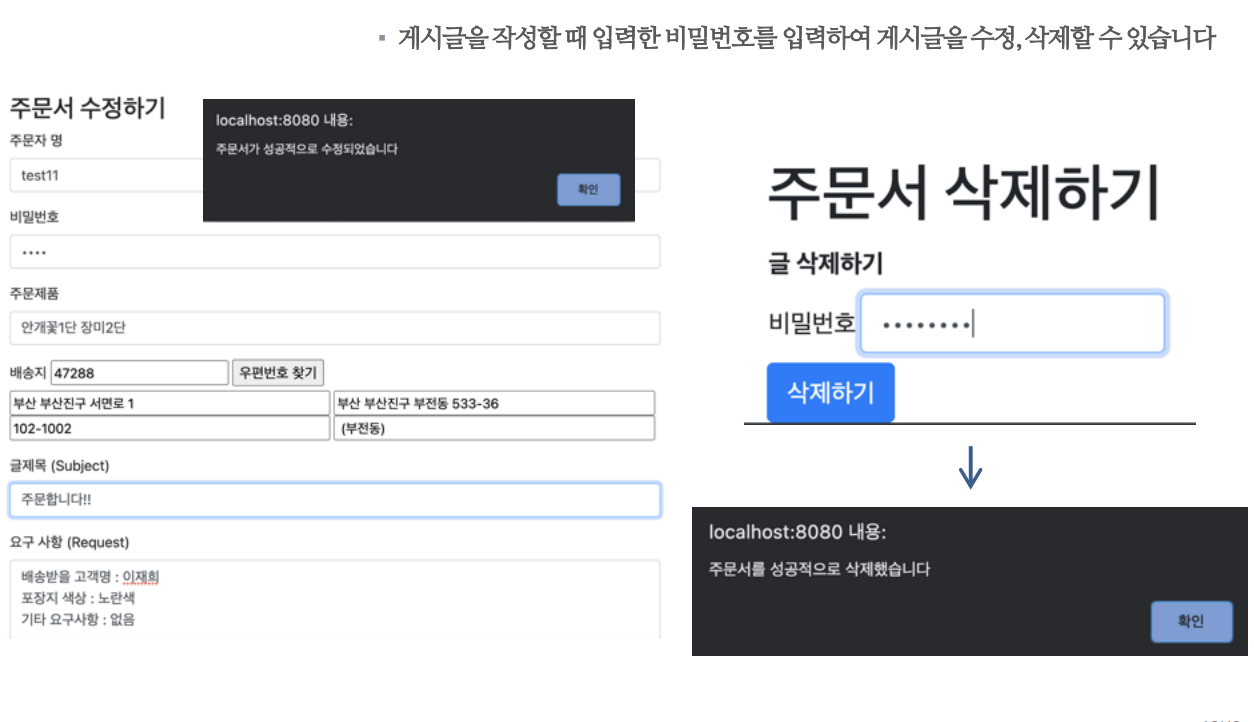 ▪ 게시글을 작성할 때 입력한 비밀번호를 입력하여 게시글을 수정, 삭제할 수 있습니다
주문서 수정하기
localhost:8080 내용:
주문서가 성공적으로 수정되었습니다
확인
주문자 명
test11
비밀번호
····
주문제품
안개꽃1단 장미2단
배송지 47288 우편번호 찾기
부산 부산진구 서면로 1 부산 부산진구 부전동 533-36
102-1002 (부전동)
글제목 (Subject)
주문합니다!!
요구 사항 (Request)
배송받을 고객명 : 이재희
포장지 색상 : 노란색
기타 요구사항 : 없음
주문서 삭제하기
글 삭제하기
비밀번호 ········
삭제하기
localhost:8080 내용:
주문서를 성공적으로 삭제했습니다
확인